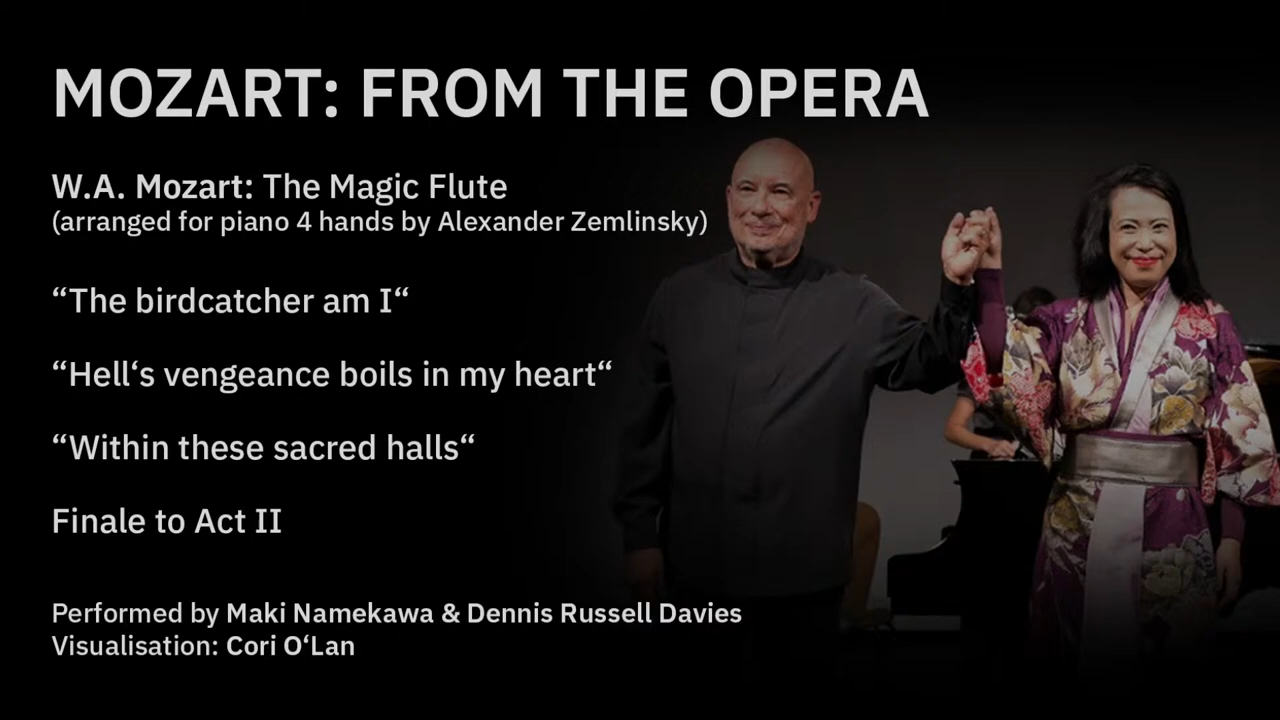 MOZART: FROM THE OPERA
W.A. Mozart: The Magic Flute
(arranged for piano 4 hands by Alexander Zemlinsky)
“The birdcatcher am I“
“Hell‘s vengeance boils in my heart“
“Within these sacred halls“
Finale to Act II
Performed by Maki Namekawa & Dennis Russell Davies
Visualisation: Cori O‘Lan